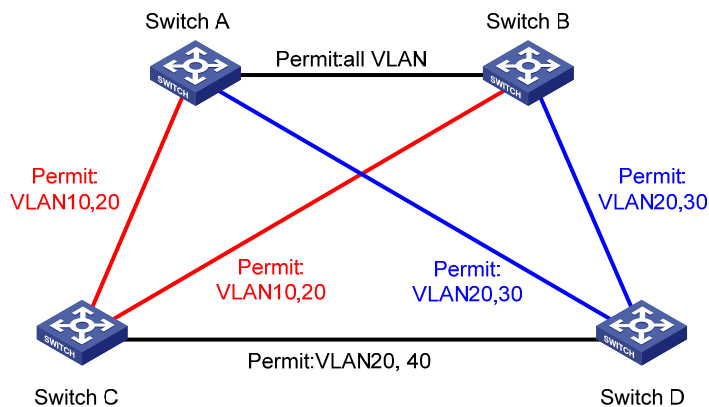 Switch A
Switch B
Permit:all VLAN
SWITCH
SWITCH
Permit:
VLAN10,20
Permit:
VLAN20,30
Permit:
VLAN10,20
Permit:
VLAN20,30
SWITCH
SWITCH
Permit:VLAN20, 40
Switch C
Switch D